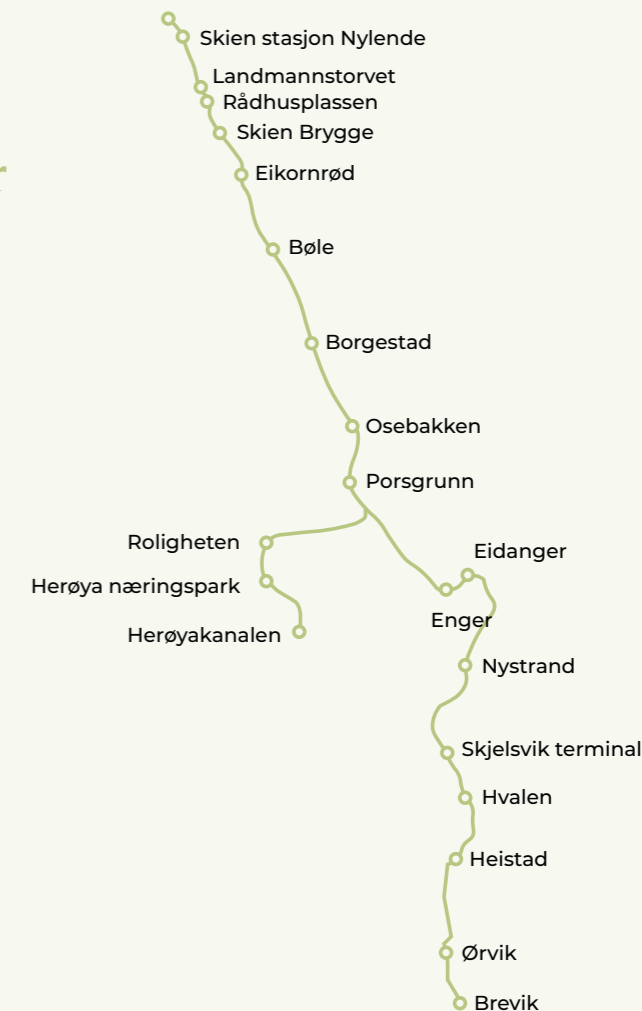 Skien stasjon Nylende
Landmannstorvet
Rådhusplassen
Skien Brygge
Eikornrød
Bøle
Borgestad
Osebakken
Porsgrunn
Roligheten
Eidanger
Herøya næringspark
Enger
Herøyakanalen
Nystrand
Skjelsvik terminal
Hvalen
Heistad
Ørvik
Brevik